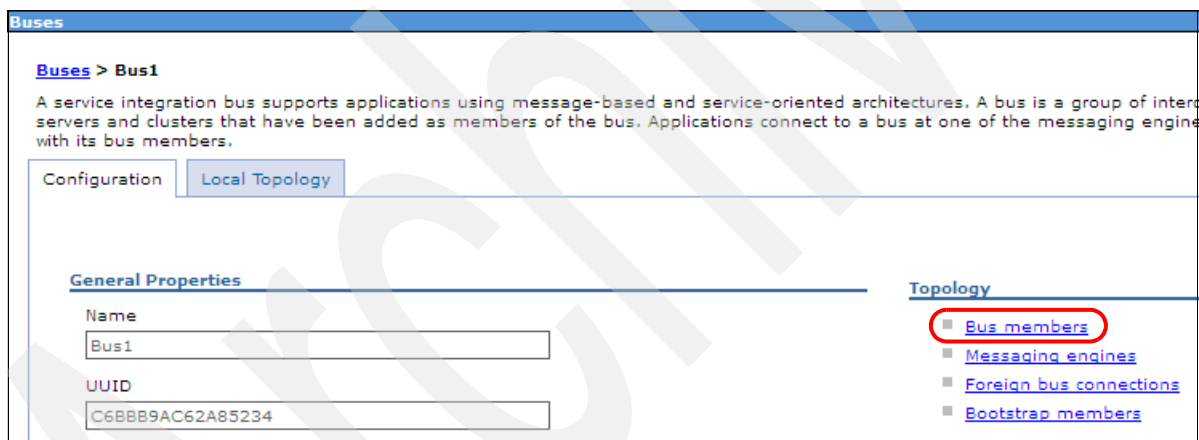 Buses
Buses > Bus1
A service integration bus supports applications using message-based and service-oriented architectures. A bus is a group of
servers and clusters that have been added as members of the bus. Applications connect to a bus at one of the messaging
with its bus members.
Configuration
Local Topology
General Properties
Name
Bus1
UUID
C6BBB9AC62A85234
Topology
Bus members
Messaging engines
Foreign bus connections
Bootstrap members